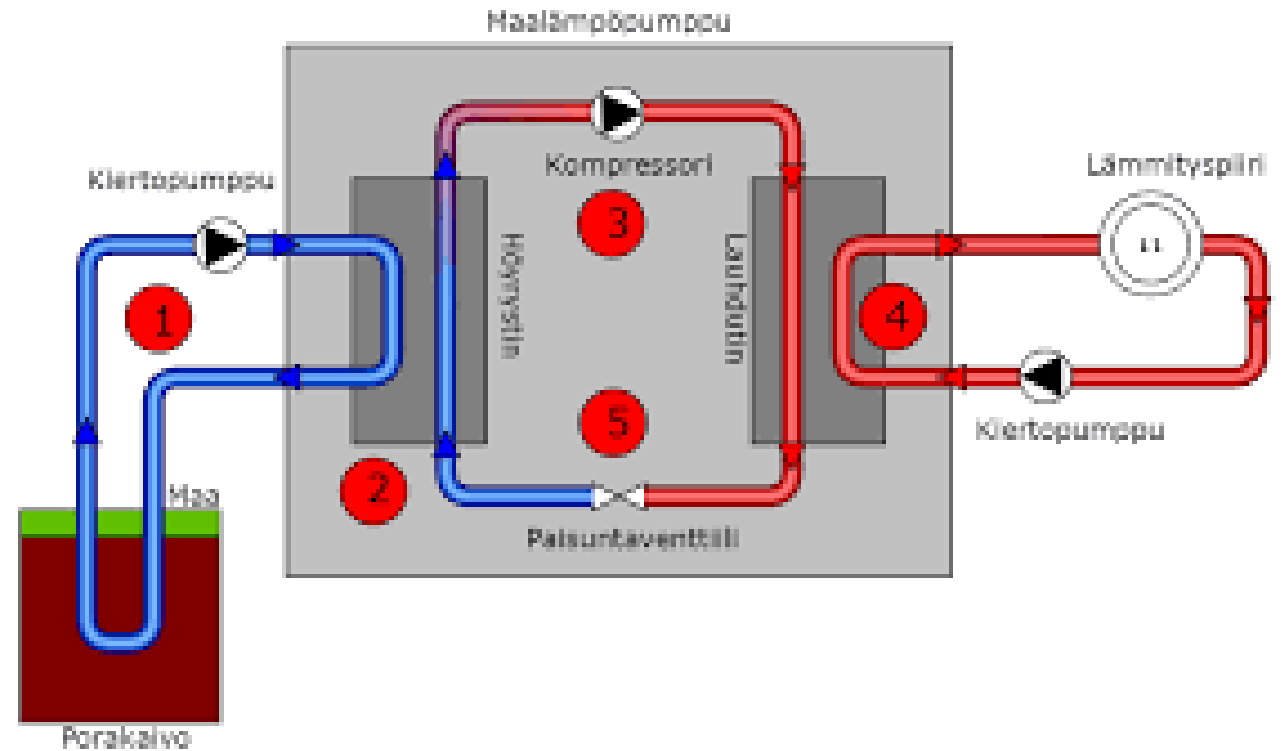 Maalämpöpumppu
Kiertopumppu
Kompressori
Lämmityspiiri
1
3
Höyrystin
Lauhdutin
4
5
2
Kiertopumppu
Maa
Paisuntaventtiili
Porakaivo